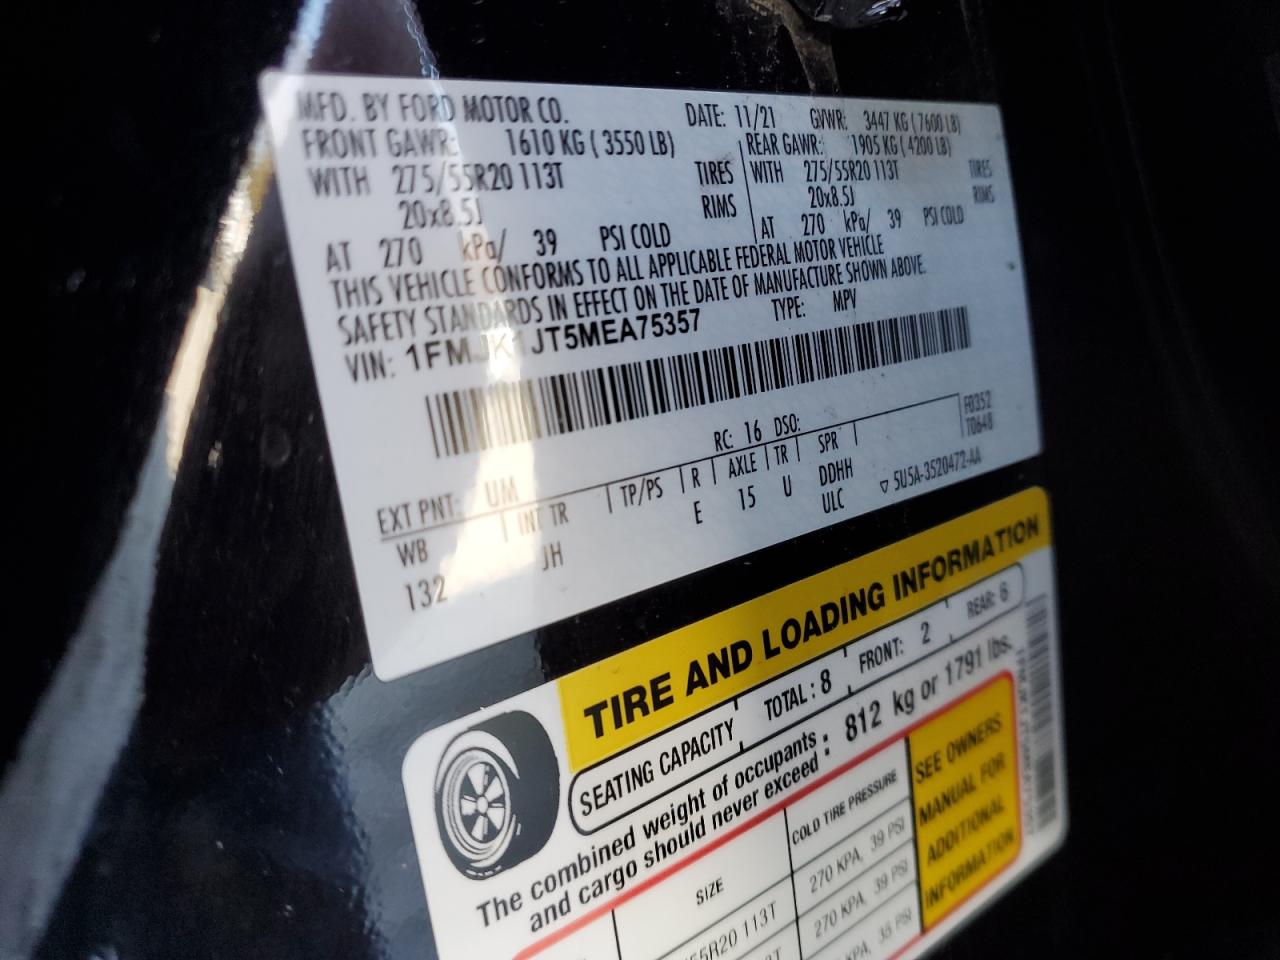 MFD. BY FORD MOTOR CO. DATE: 11/21 GVWR: 3447 KG (7600 LB)
FRONT GAWR: 1610 KG (3550 LB) REAR GAWR: 1905 KG (4200 LB)
WITH 275/55R20 113T TIRES WITH 275/55R20 113T TIRES
20x8.5J RIMS 20x8.5J RIMS
AT 270 kPa/ 39 PSI COLD AT 270 kPa/ 39 PSI COLD
THIS VEHICLE CONFORMS TO ALL APPLICABLE FEDERAL MOTOR VEHICLE
SAFETY STANDARDS IN EFFECT ON THE DATE OF MANUFACTURE SHOWN ABOVE.
VIN: 1FMJK1JT5MEA75357 TYPE: MPV
F0352
T0648
EXT PNT: UM RC: 16 DSO:
WB INT TR TP/PS R AXLE TR SPR
132 JH E 15 U DDHH
ULC
5U5A-3520472-AA
TIRE AND LOADING INFORMATION
SEATING CAPACITY TOTAL: 8 FRONT: 2 REAR: 6
The combined weight of occupants
and cargo should never exceed : 812 kg or 1791 lbs.
SIZE COLD TIRE PRESSURE
55R20 113T 270 KPA, 39 PSI
270 KPA, 39 PSI
KPA, 35 PSI
SEE OWNERS
MANUAL FOR
ADDITIONAL
INFORMATION